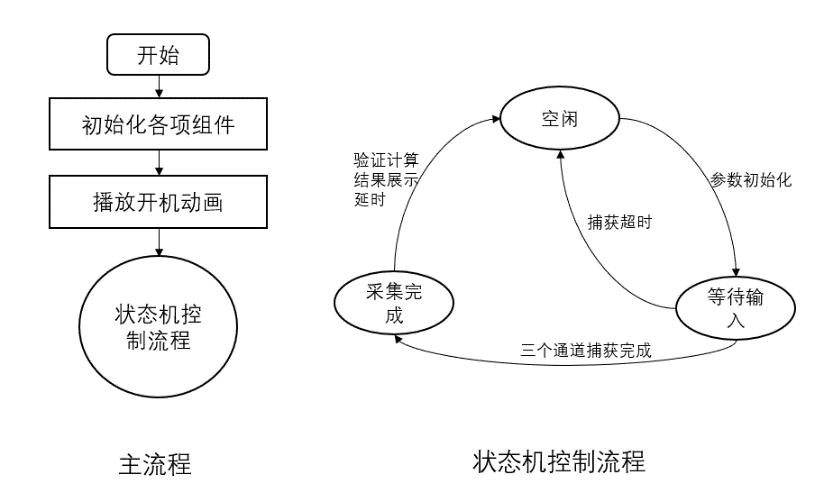 开始
初始化各项组件
播放开机动画
状态机控
制流程
主流程
空闲
验证计算
结果展示
延时
参数初始化
捕获超时
采集完
成
等待输
入
三个通道捕获完成
状态机控制流程